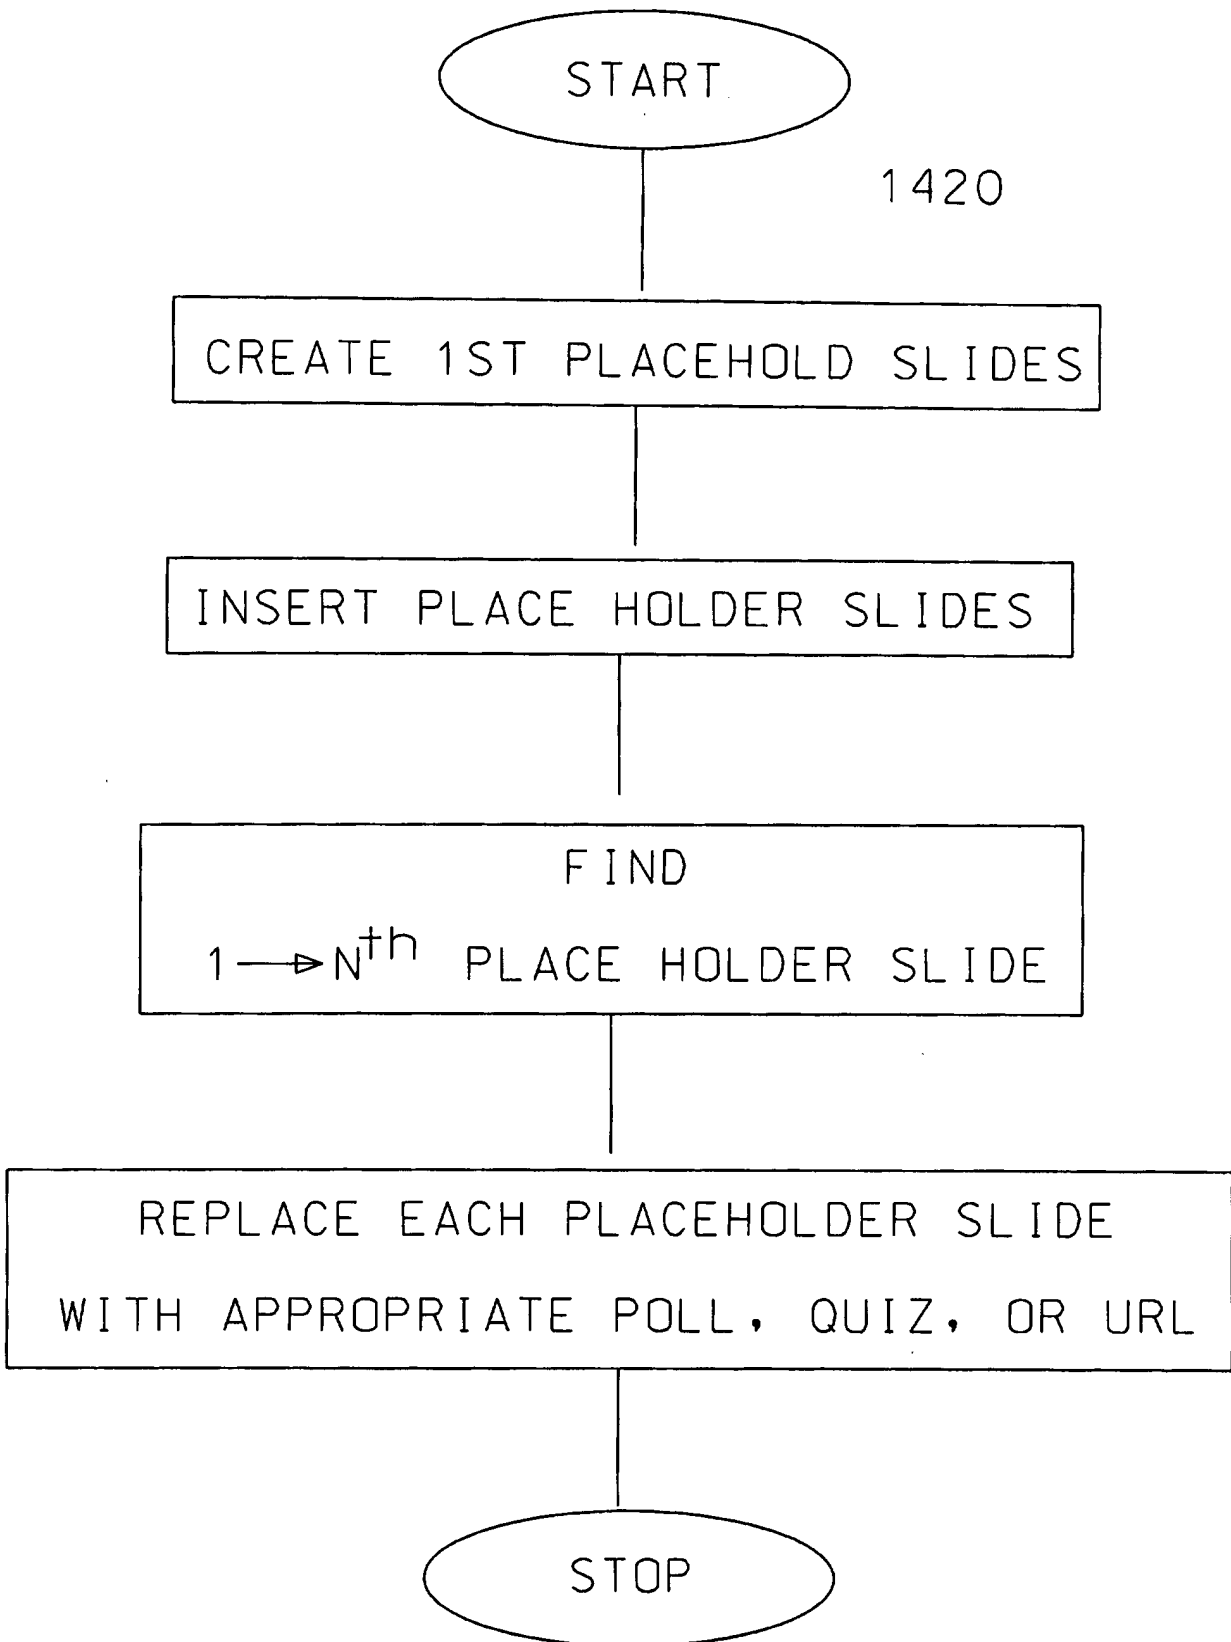 START
1420
CREATE 1ST PLACEHOLD SLIDES
INSERT PLACE HOLDER SLIDES
FIND
1→Nth PLACE HOLDER SLIDE
REPLACE EACH PLACEHOLDER SLIDE
WITH APPROPRIATE POLL, QUIZ, OR URL
STOP